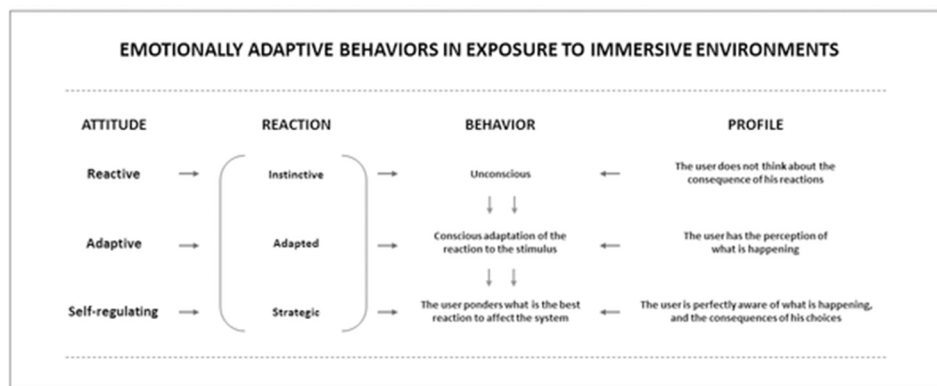 EMOTIONALLY ADAPTIVE BEHAVIORS IN EXPOSURE TO IMMERSIVE ENVIRONMENTS
ATTITUDE
REACTION
BEHAVIOR
PROFILE
Reactive
Instinctive
Unconscious
The user does not think about the
consequence of his reactions
Adaptive
Adapted
Conscious adaptation of the
reaction to the stimulus
The user has the perception of
what is happening
Self-regulating
Strategic
The user ponders what is the best
reaction to affect the system
The user is perfectly aware of what is happening,
and the consequences of his choices